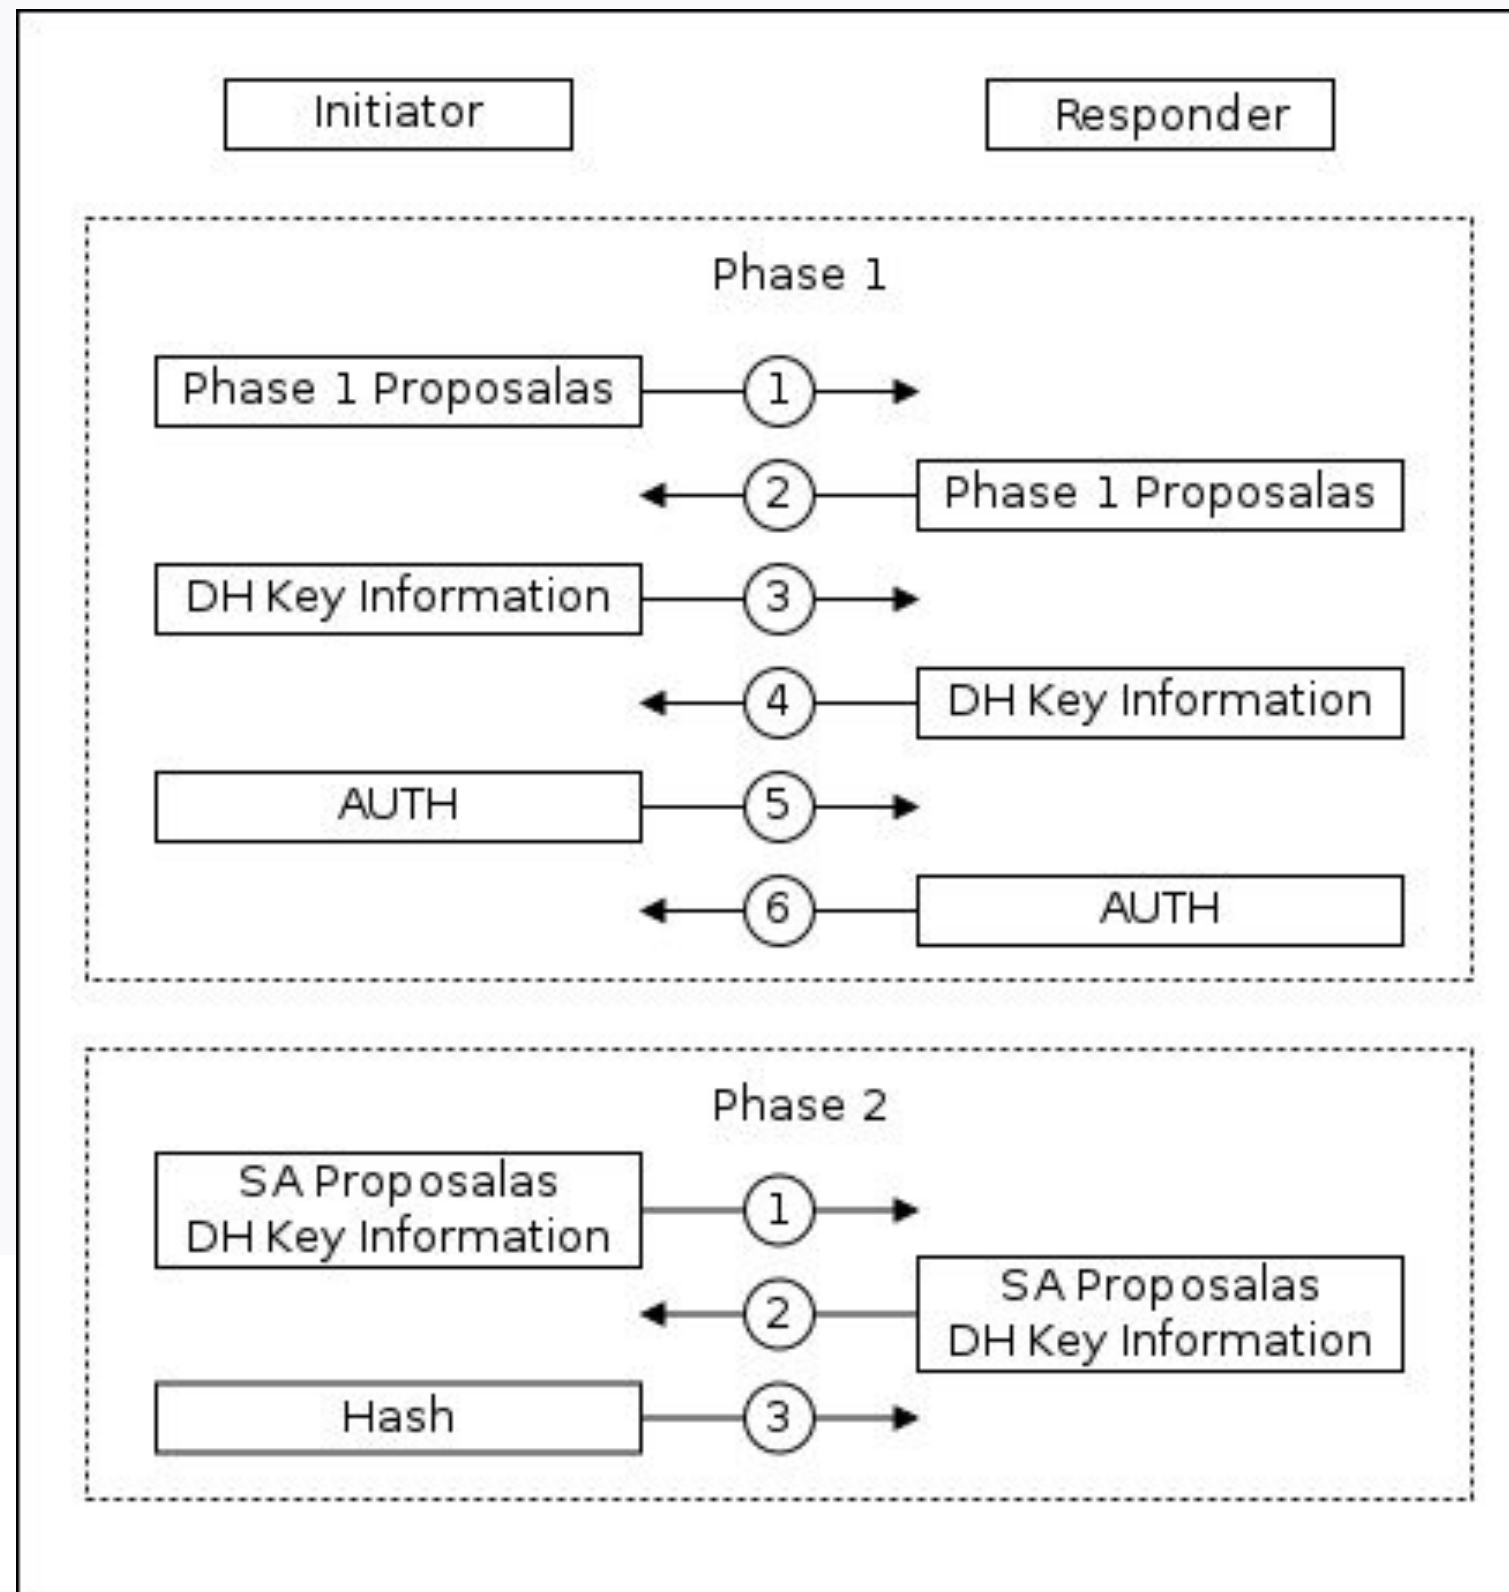 Initiator
Responder
Phase 1
Phase 1 Proposalas
1
2
Phase 1 Proposalas
DH Key Information
3
4
DH Key Information
AUTH
5
6
AUTH
Phase 2
SA Proposalas
DH Key Information
1
2
SA Proposalas
DH Key Information
Hash
3